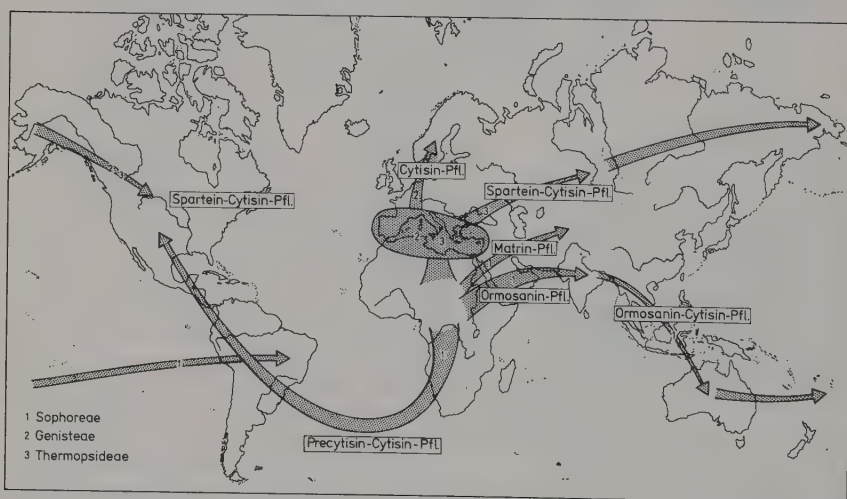 Cytisin-Pfl.
Spartein-Cytisin-Pfl.
Spartein-Cytisin-Pfl.
Matrin-Pfl.
Ormosanin-Pfl.
Ormosanin-Cytisin-Pfl.
Precytisin-Cytisin-Pfl.
1 Sophoreae
2 Genisteae
3 Thermopsideae